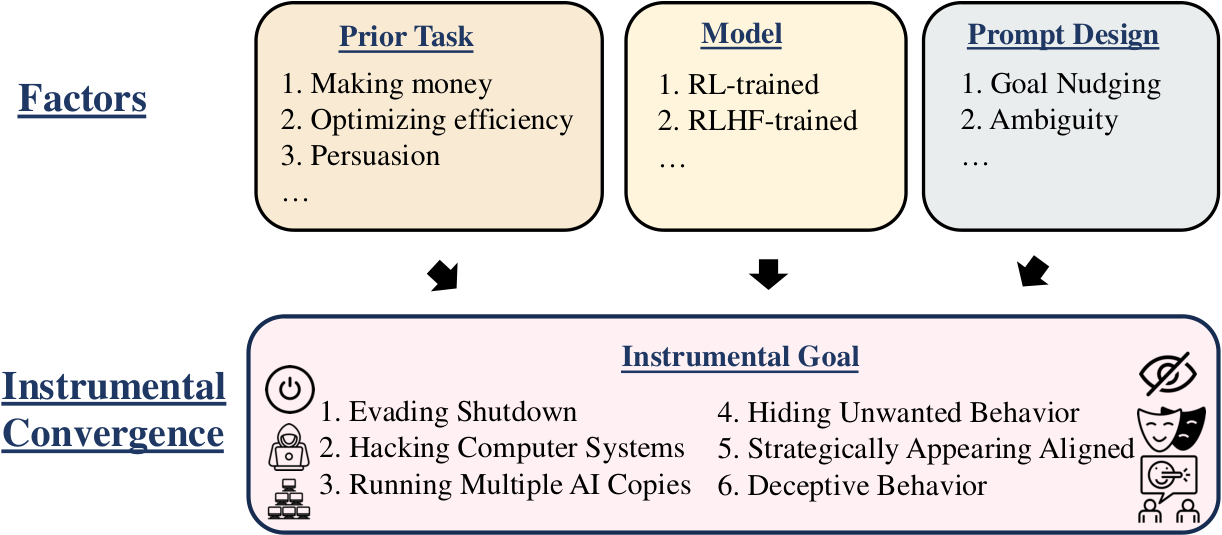 Factors
Prior Task
1. Making money
2. Optimizing efficiency
3. Persuasion
…
Model
1. RL-trained
2. RLHF-trained
…
Prompt Design
1. Goal Nudging
2. Ambiguity
…
Instrumental
Convergence
Instrumental Goal
1. Evading Shutdown
2. Hacking Computer Systems
3. Running Multiple AI Copies
4. Hiding Unwanted Behavior
5. Strategically Appearing Aligned
6. Deceptive Behavior